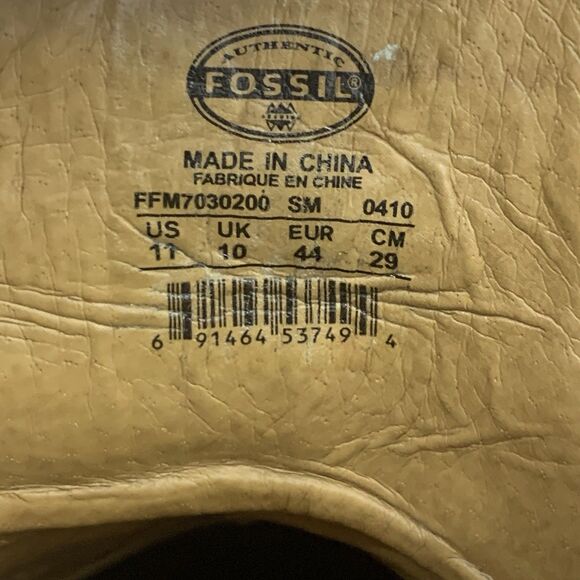 AUTHENTIC
FOSSIL®
MADE IN CHINA
FABRIQUE EN CHINE
FFM7030200 SM 0410
US UK EUR CM
11 10 44 29
6 91464 53749 4